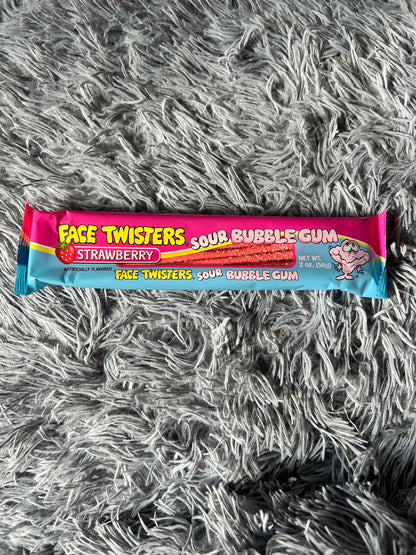 FACE TWISTERS SOUR BUBBLE GUM
STRAWBERRY
NET WT.
2 oz. (56g)
ARTIFICIALLY FLAVORED
FACE TWISTERS SOUR BUBBLE GUM